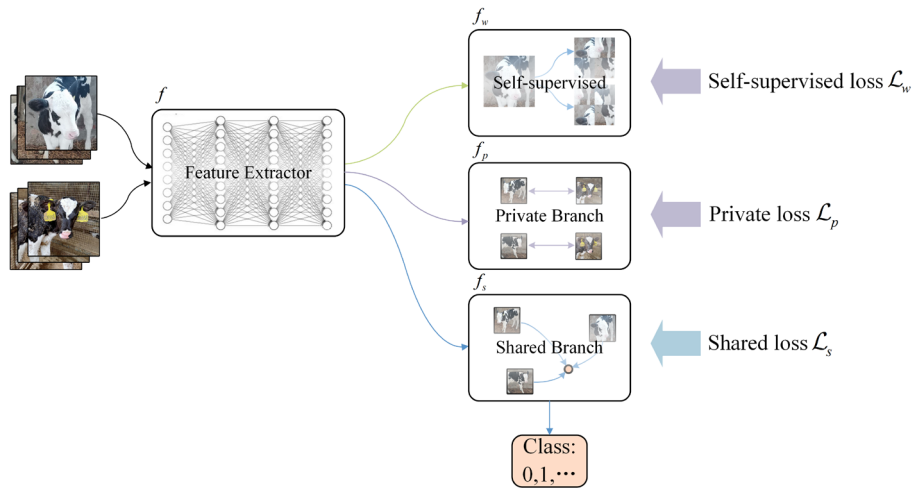 f_w
Self-supervised
Self-supervised loss ℒ_w
f
Feature Extractor
f_p
Private Branch
Private loss ℒ_p
f_s
Shared Branch
Shared loss ℒ_s
Class:
0,1,⋯